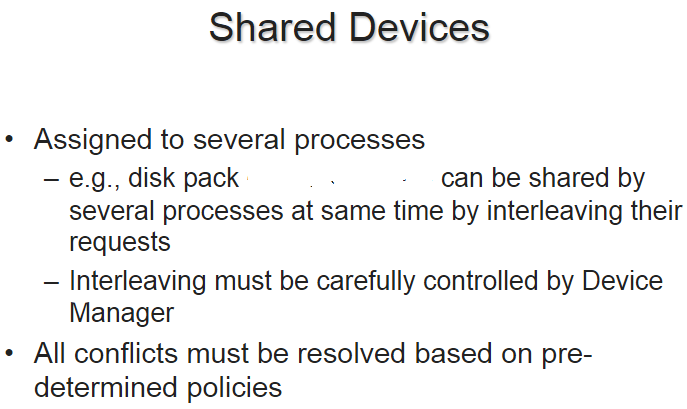 Shared Devices
• Assigned to several processes
– e.g., disk pack can be shared by
several processes at same time by interleaving their
requests
– Interleaving must be carefully controlled by Device
Manager
• All conflicts must be resolved based on pre-
determined policies